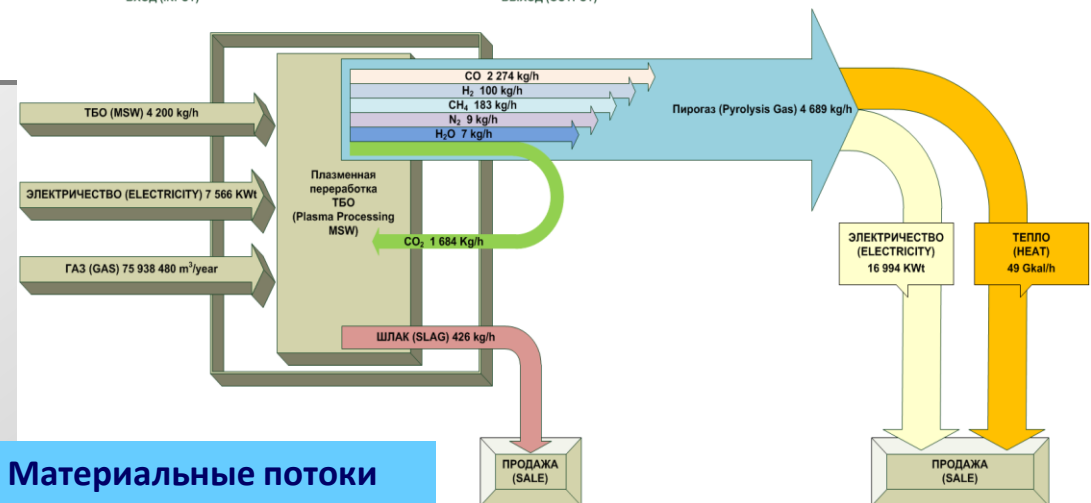 ТБО (MSW) 4 200 kg/h
ЭЛЕКТРИЧЕСТВО (ELECTRICITY) 7 566 KWt
ГАЗ (GAS) 75 938 480 m³/year
Плазменная
переработка
ТБО
(Plasma Processing
MSW)
CO 2 274 kg/h
H₂ 100 kg/h
CH₄ 183 kg/h
N₂ 9 kg/h
H₂O 7 kg/h
CO₂ 1 684 Kg/h
Пирогаз (Pyrolysis Gas) 4 689 kg/h
ЭЛЕКТРИЧЕСТВО
(ELECTRICITY)
16 994 KWt
ТЕПЛО
(HEAT)
49 Gkal/h
ШЛАК (SLAG) 426 kg/h
ПРОДАЖА
(SALE)
ПРОДАЖА
(SALE)
Материальные потоки